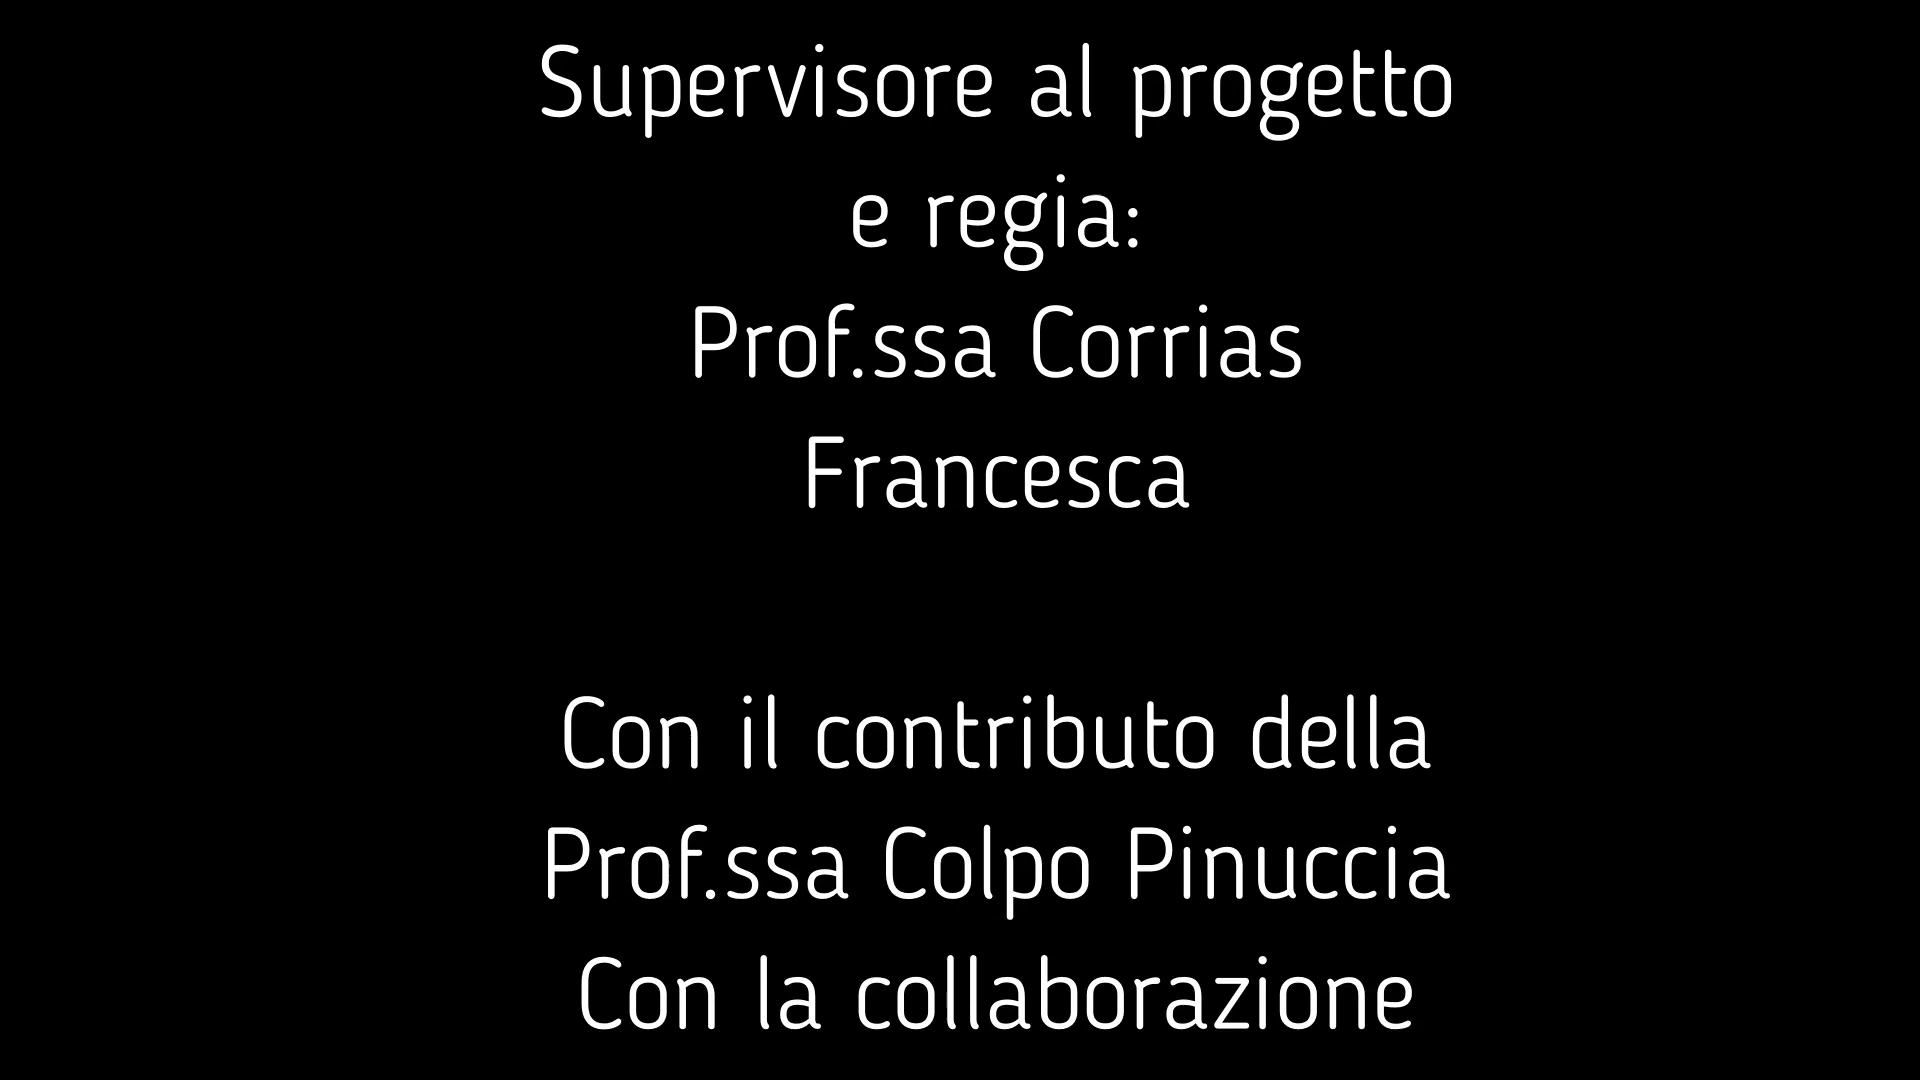 Supervisore al progetto
e regia:
Prof.ssa Corrias
Francesca
Con il contributo della
Prof.ssa Colpo Pinuccia
Con la collaborazione